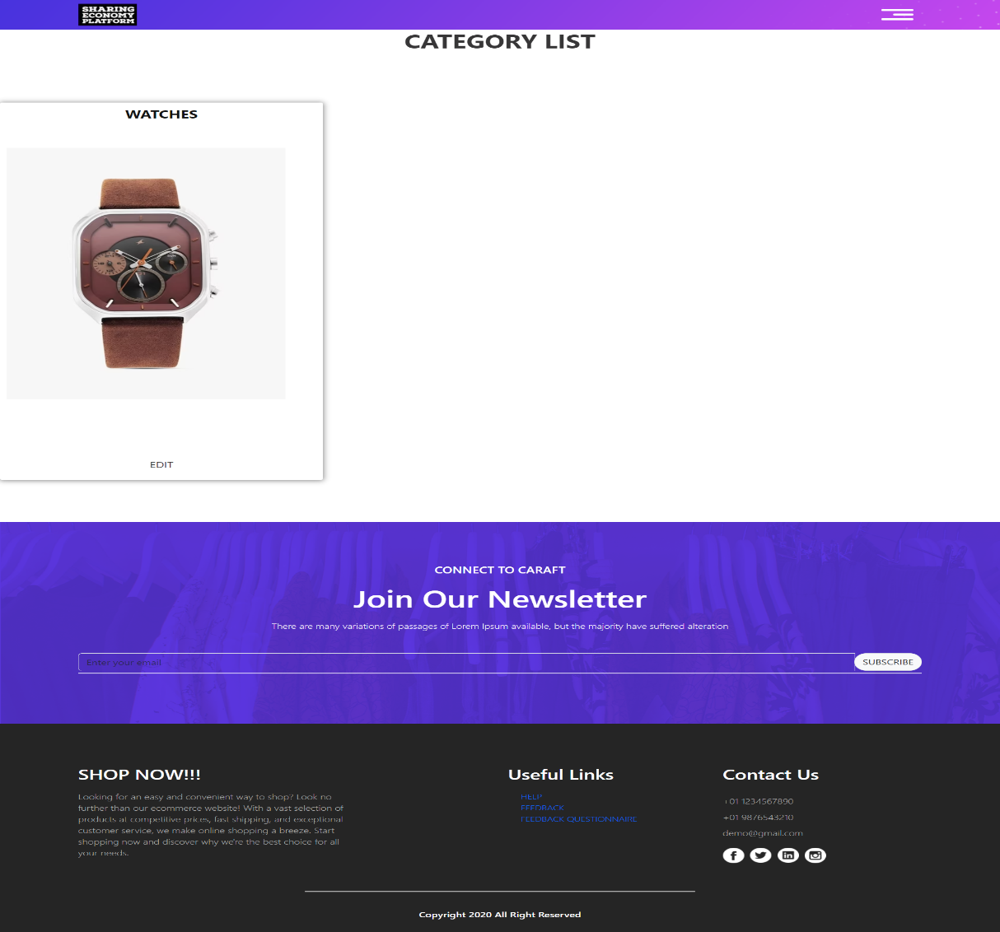 SHARING
ECONOMY
PLATFORM
CATEGORY LIST
WATCHES
EDIT
CONNECT TO CARAFT
Join Our Newsletter
There are many variations of passages of Lorem Ipsum available, but the majority have suffered alteration
Enter your email
SUBSCRIBE
SHOP NOW!!!
Looking for an easy and convenient way to shop? Look no
further than our ecommerce website! With a vast selection of
products at competitive prices, fast shipping, and exceptional
customer service, we make online shopping a breeze. Start
shopping now and discover why we're the best choice for all
your needs.
Useful Links
HELP
FEEDBACK
FEEDBACK QUESTIONNAIRE
Contact Us
+01 1234567890
+01 9876543210
demo@gmail.com
Copyright 2020 All Right Reserved